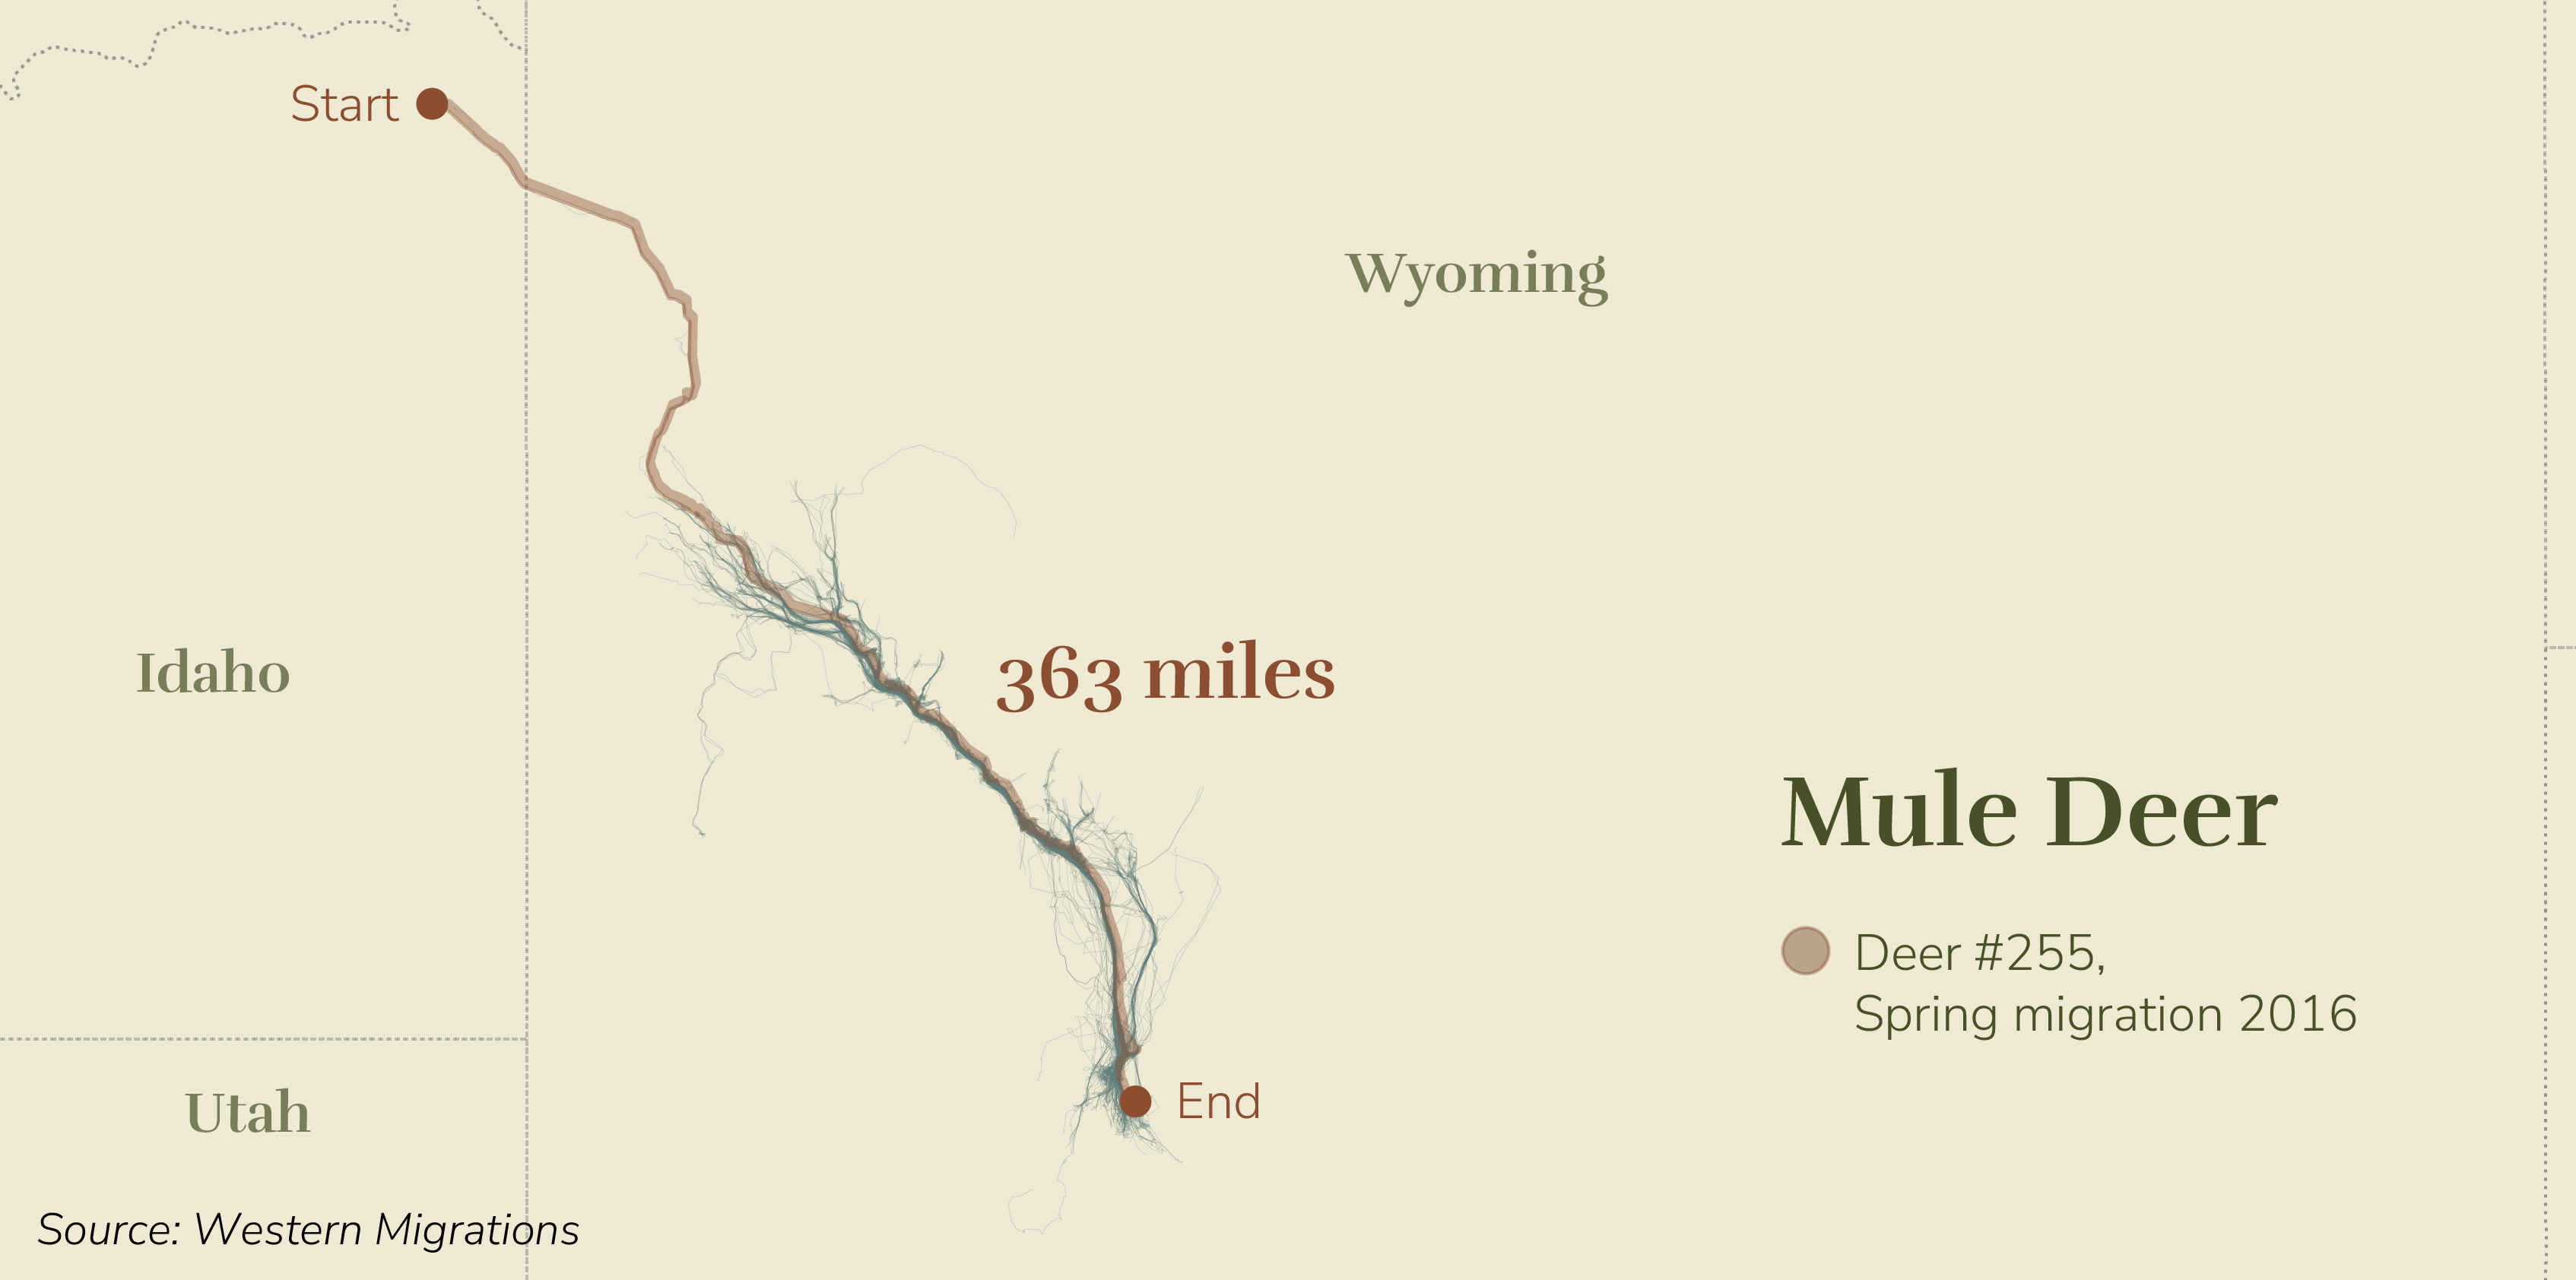 Start
Wyoming
Idaho
363 miles
Mule Deer
Deer #255,
Spring migration 2016
End
Utah
Source: Western Migrations